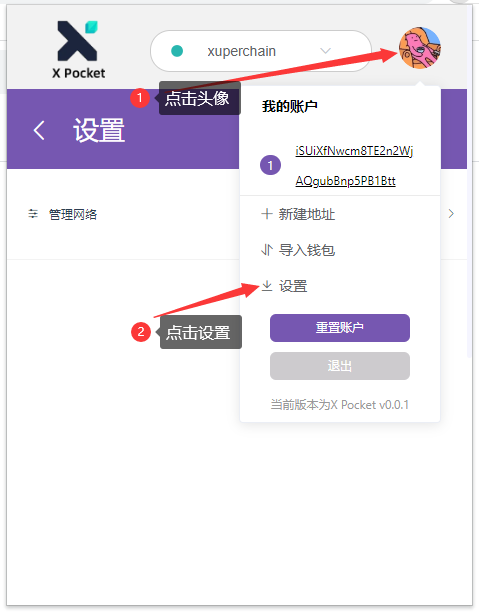 X Pocket
xuperchain
1 点击头像
我的账户
设置
1
iSUiXfNwcm8TE2n2Wj
AQgubBnp5PB1Btt
管理网络
新建地址
导入钱包
设置
2 点击设置
重置账户
退出
当前版本为X Pocket v0.0.1